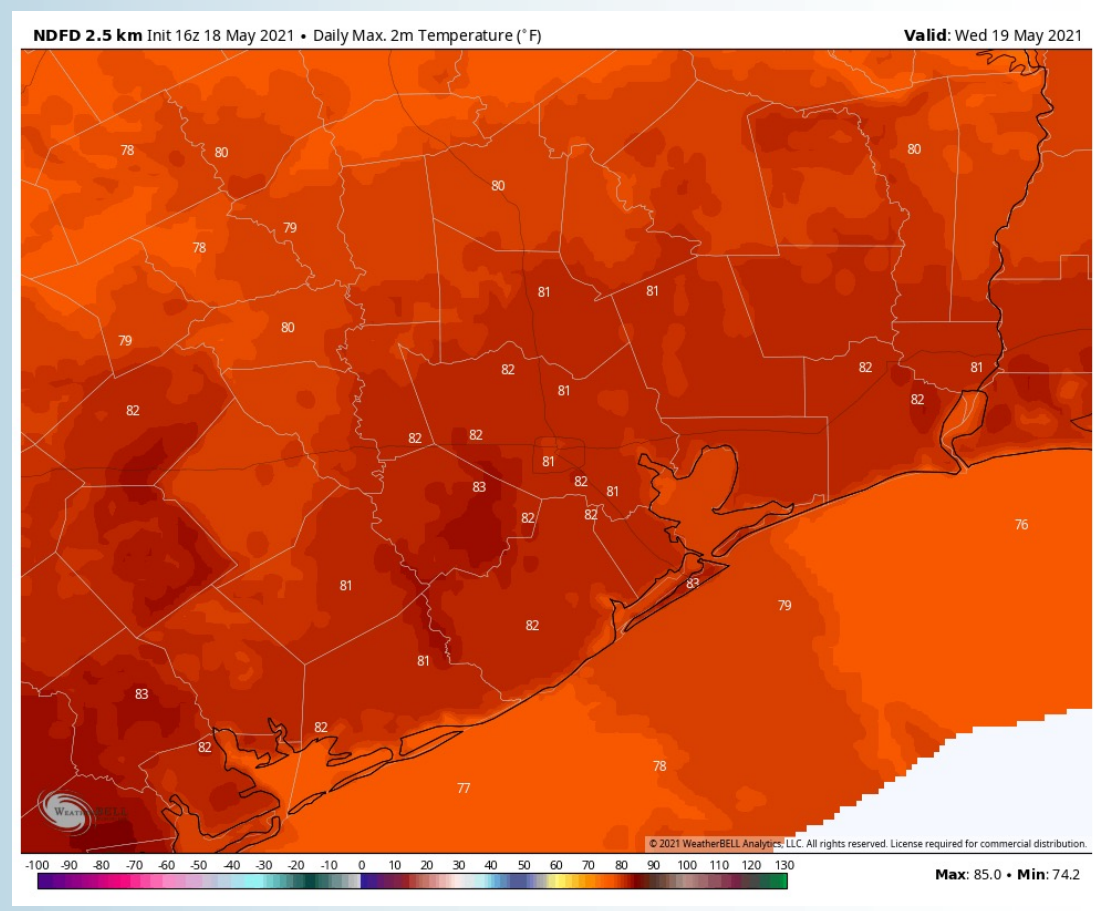 NDFD 2.5 km Init 16z 18 May 2021 • Daily Max. 2m Temperature (˚F) Valid: Wed 19 May 2021
78 80 80
80
79
78
81 81
80
79
82 82 81
81
82 82
82 82
81
83 82 81
82 82
76
83
81 79
82
81
83
82
82
78
77
WEATHERBELL
© 2021 WeatherBELL Analytics, LLC. All rights reserved. License required for commercial distribution.
-100 -90 -80 -70 -60 -50 -40 -30 -20 -10 0 10 20 30 40 50 60 70 80 90 100 110 120 130
Max: 85.0 • Min: 74.2